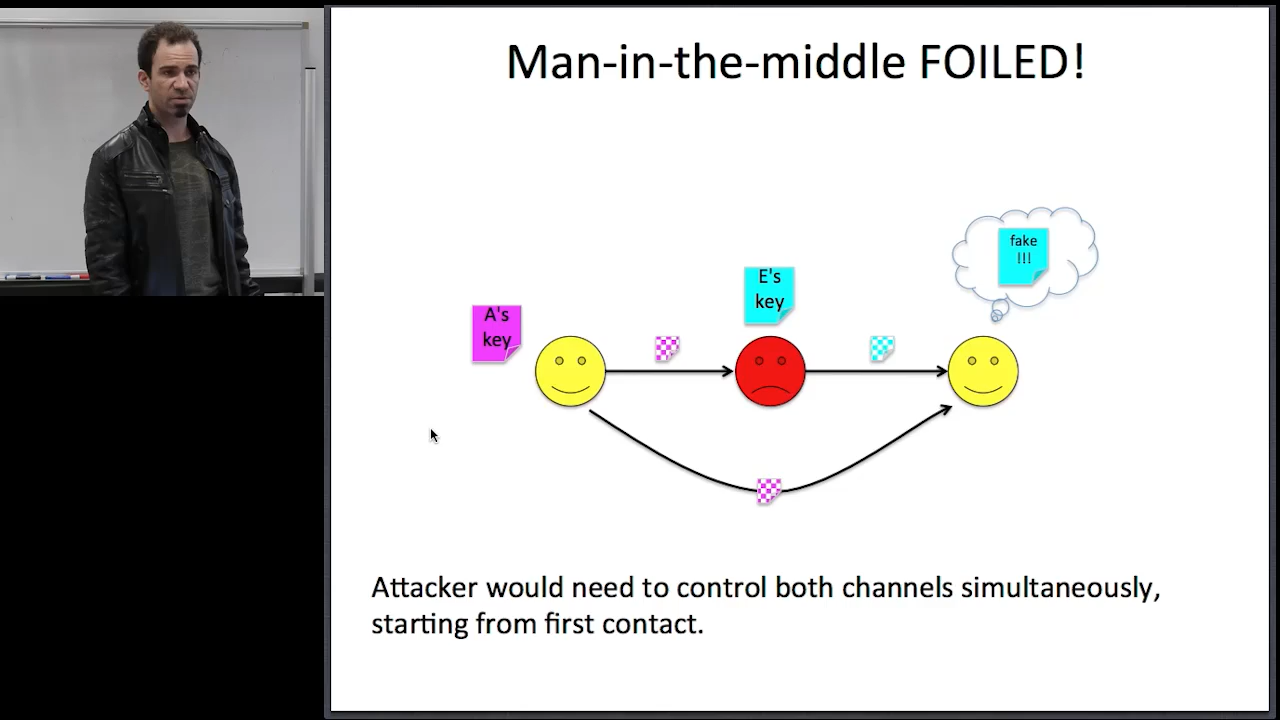 Man-in-the-middle FOILED!
fake
!!!
E's
key
A's
key
Attacker would need to control both channels simultaneously,
starting from first contact.